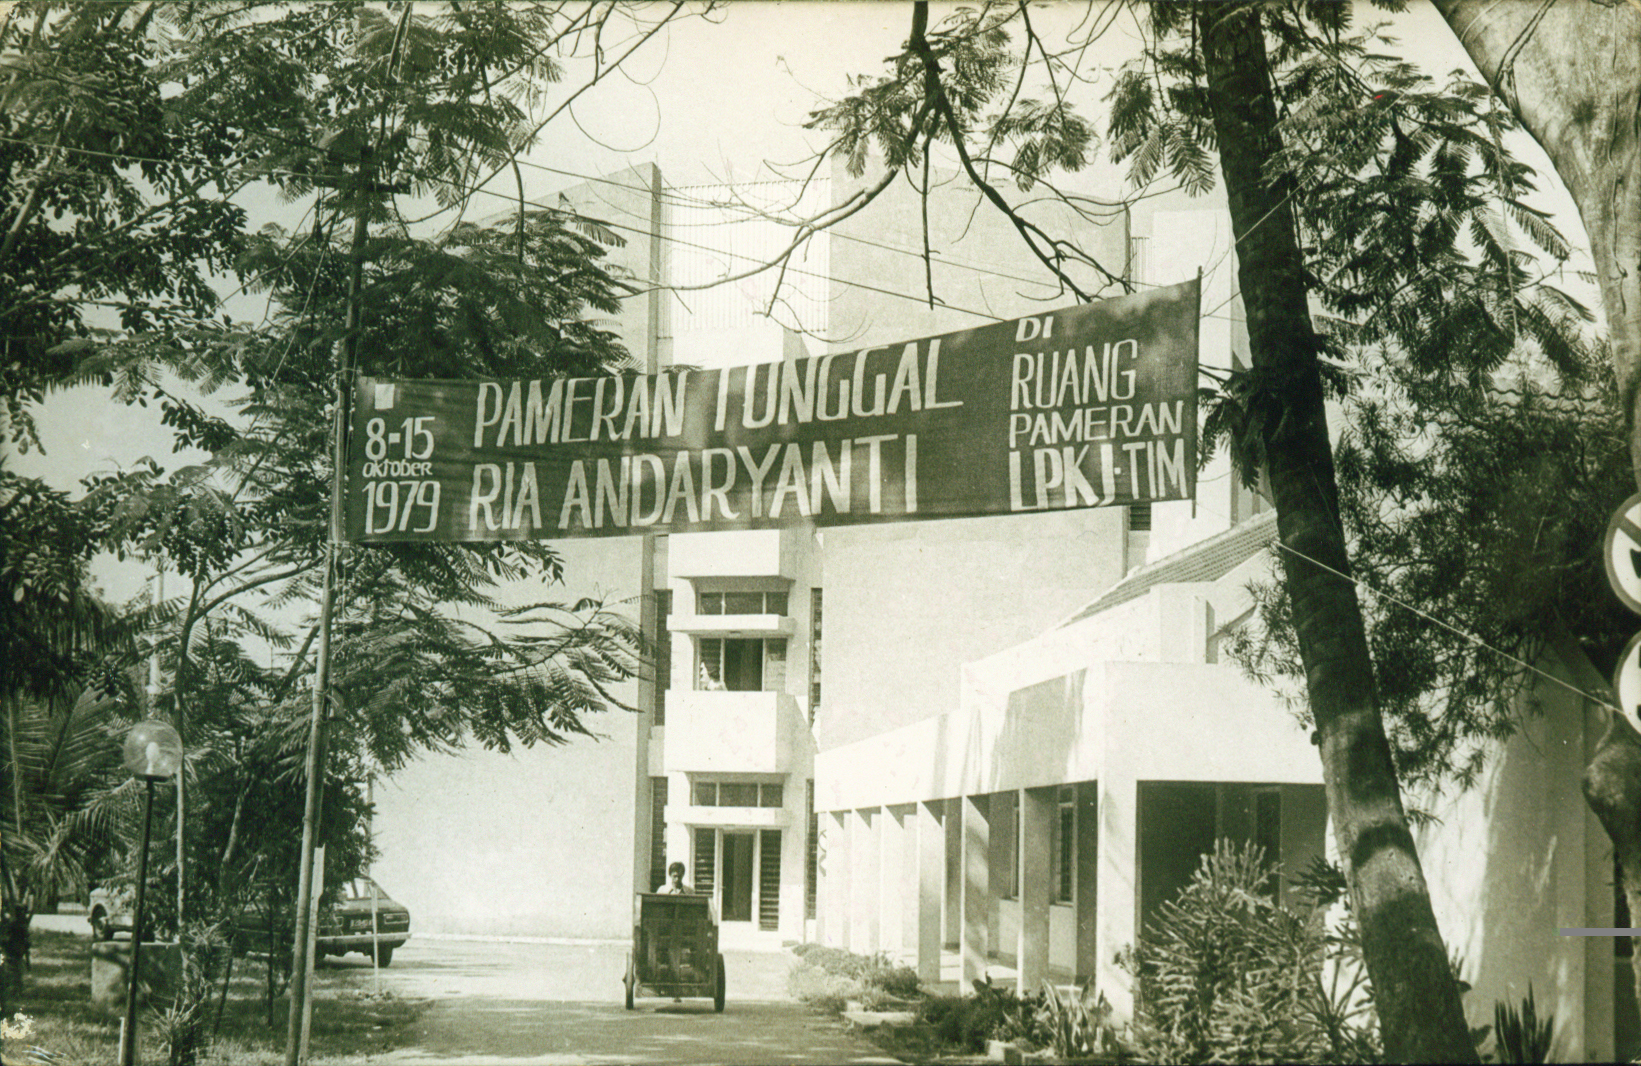 8-15
oktober
1979
PAMERAN TUNGGAL
RIA ANDARYANTI
DI
RUANG
PAMERAN
LPKJ-TIM